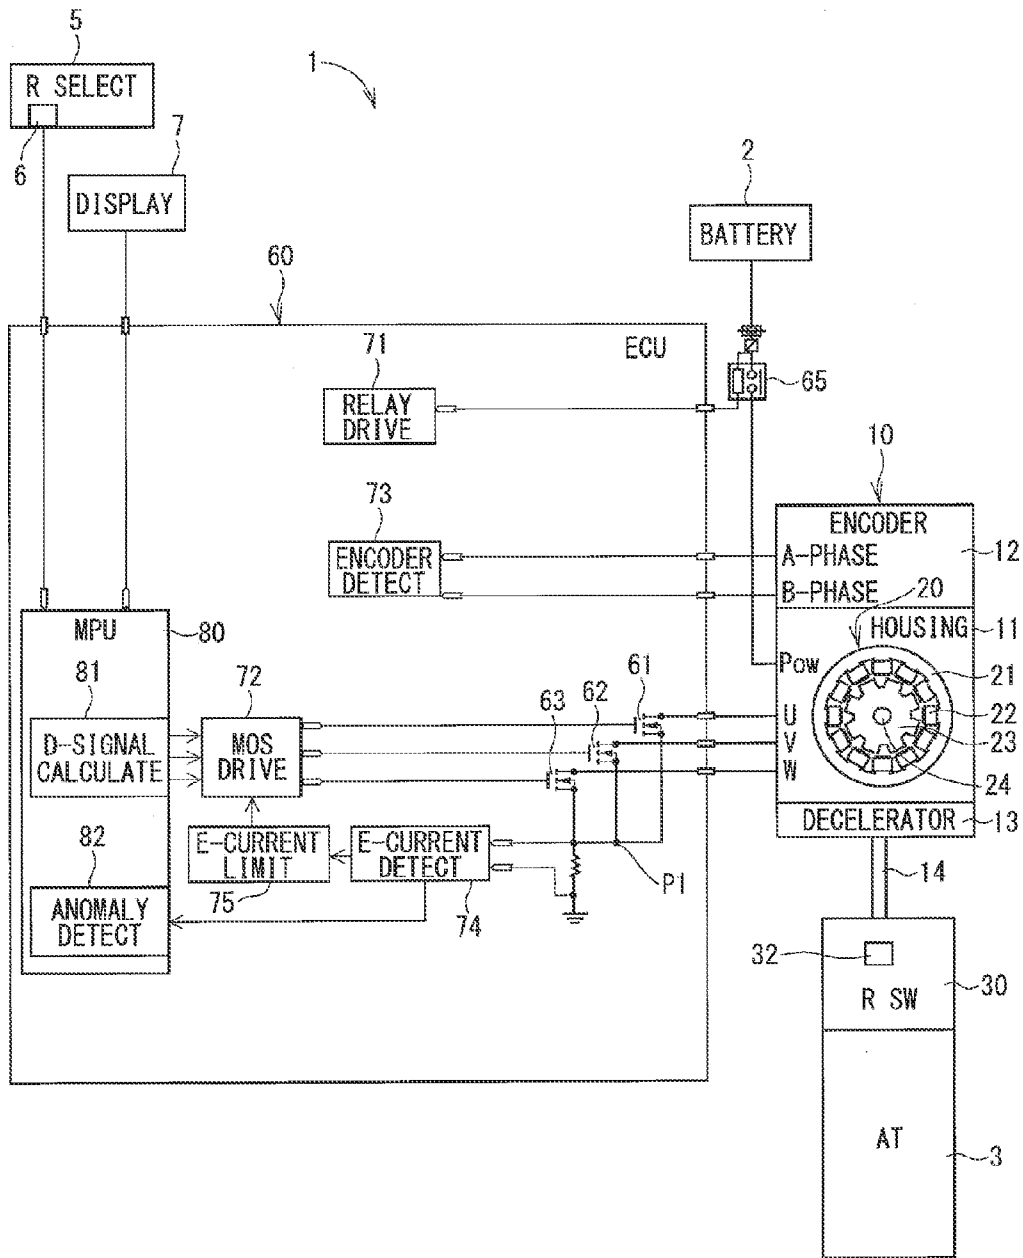 5
R SELECT
6
1
7
DISPLAY
2
BATTERY
60
ECU
71
RELAY
DRIVE
65
10
73
ENCODER
DETECT
ENCODER
A-PHASE
B-PHASE
12
MPU
80
20
HOUSING
11
POW
81
D-SIGNAL
CALCULATE
72
MOS
DRIVE
63
62
61
U
V
W
21
22
23
24
82
ANOMALY
DETECT
E-CURRENT
LIMIT
75
E-CURRENT
DETECT
74
P1
DECELERATOR
13
14
32
R SW
30
AT
3